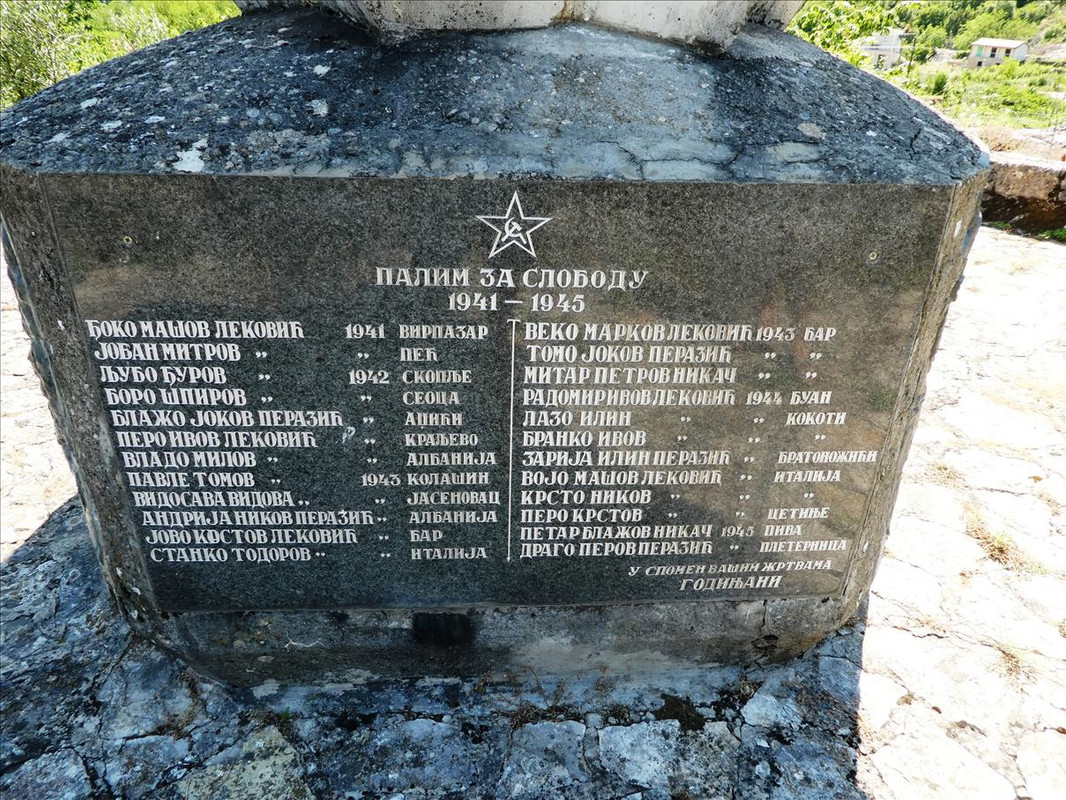 ПАЛИМ ЗА СЛОБОДУ
1941 — 1945
ЂОКО МАШОВ ЛЕКОВИЋ 1941 ВИРПАЗАР
ЈОВАН МИТРОВ „ „ ПЕЋ
ЉУБО ЂУРОВ „ 1942 СКОПЉЕ
ЂОРО ШПИРОВ „ „ СЕОЦА
БЛАЖО ЈОКОВ ПЕРАЗИЋ „ АЦИЋИ
ПЕРО ИВОВ ЛЕКОВИЋ „ КРАЉЕВО
ВЛАДО МИЛОВ „ „ АЛБАНИЈА
ПАВЛЕ ТОМОВ „ 1943 КОЛАШИН
ВИДОСАВА ВИДОВА „ „ ЈАСЕНОВАЦ
АНДРИЈА НИКОВ ПЕРАЗИЋ „ АЛБАНИЈА
ЈОВО КРСТОВ ЛЕКОВИЋ „ БАР
СТАНКО ТОДОРОВ „ „ ИТАЛИЈА
ВЕКО МАРКОВ ЛЕКОВИЋ 1943 БАР
ТОМО ЈОКОВ ПЕРАЗИЋ „ „
МИТАР ПЕТРОВ НИКАЧ „ „
РАДОМИР ИВОВ ЛЕКОВИЋ 1944 БУАН
ЛАЗО ИЛИН „ „ КОКОТИ
БРАНКО ИВОВ „ „ „
ЗАРИЈА ИЛИН ПЕРАЗИЋ „ БРАТОНОЖИЋИ
ВОЈО МАШОВ ЛЕКОВИЋ „ ИТАЛИЈА
КРСТО НИКОВ „ „ „
ПЕРО КРСТОВ „ „ ЦЕТИЊЕ
ПЕТАР БЛАЖОВ НИКАЧ 1945 ПИВА
ДРАГО ПЕРОВ ПЕРАЗИЋ „ ПЛЕТЕРНИЦА
У СПОМЕН ВАШИМ ЖРТВАМА
ГОДИЊАНИ